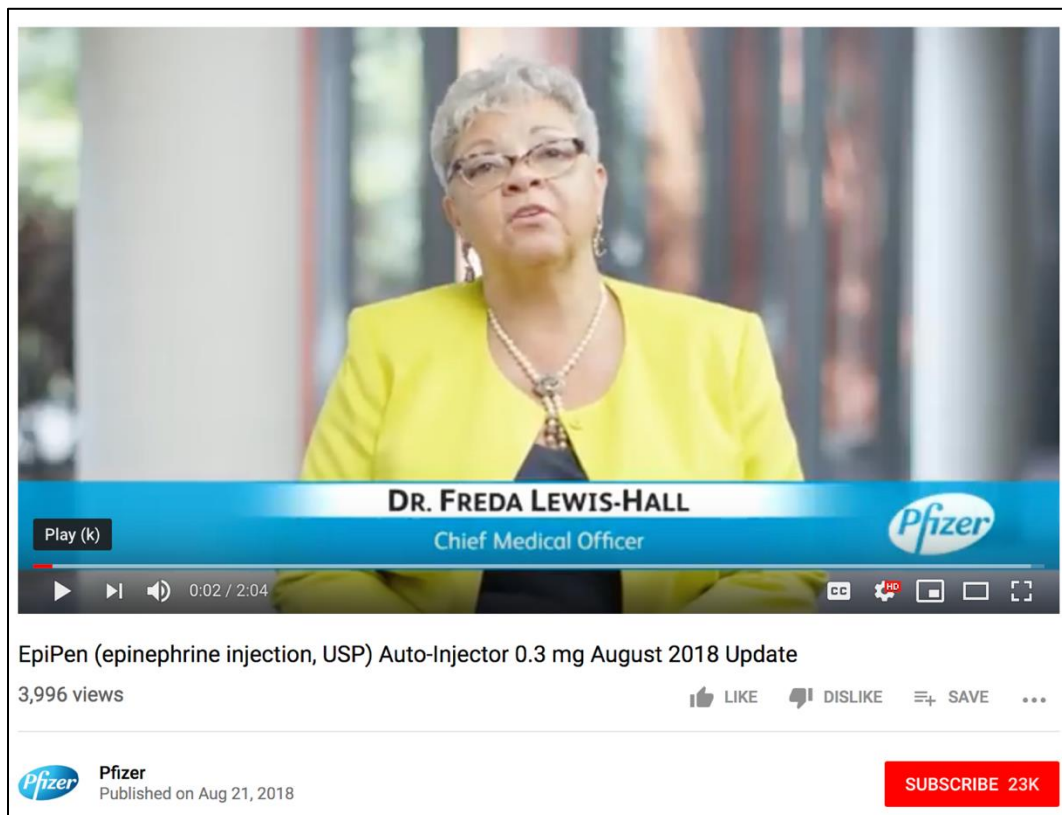 DR. FREDA LEWIS-HALL
Chief Medical Officer
Pfizer
Play (k)
0:02 / 2:04
CC
HD
EpiPen (epinephrine injection, USP) Auto-Injector 0.3 mg August 2018 Update
3,996 views
LIKE
DISLIKE
SAVE
Pfizer
Pfizer
Published on Aug 21, 2018
SUBSCRIBE 23K